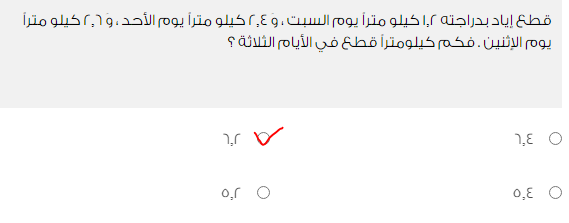 قطع إياد بدراجته ١,٢ كيلو متراً يوم السبت ، وَ ٢,٤ كيلو متراً يوم الأحد ، وَ ٢,٦ كيلو متراً
يوم الإثنين . فكم كيلومتراً قطع في الأيام الثلاثة ؟
٦,٤
٦,٢
٥,٤
٥,٢